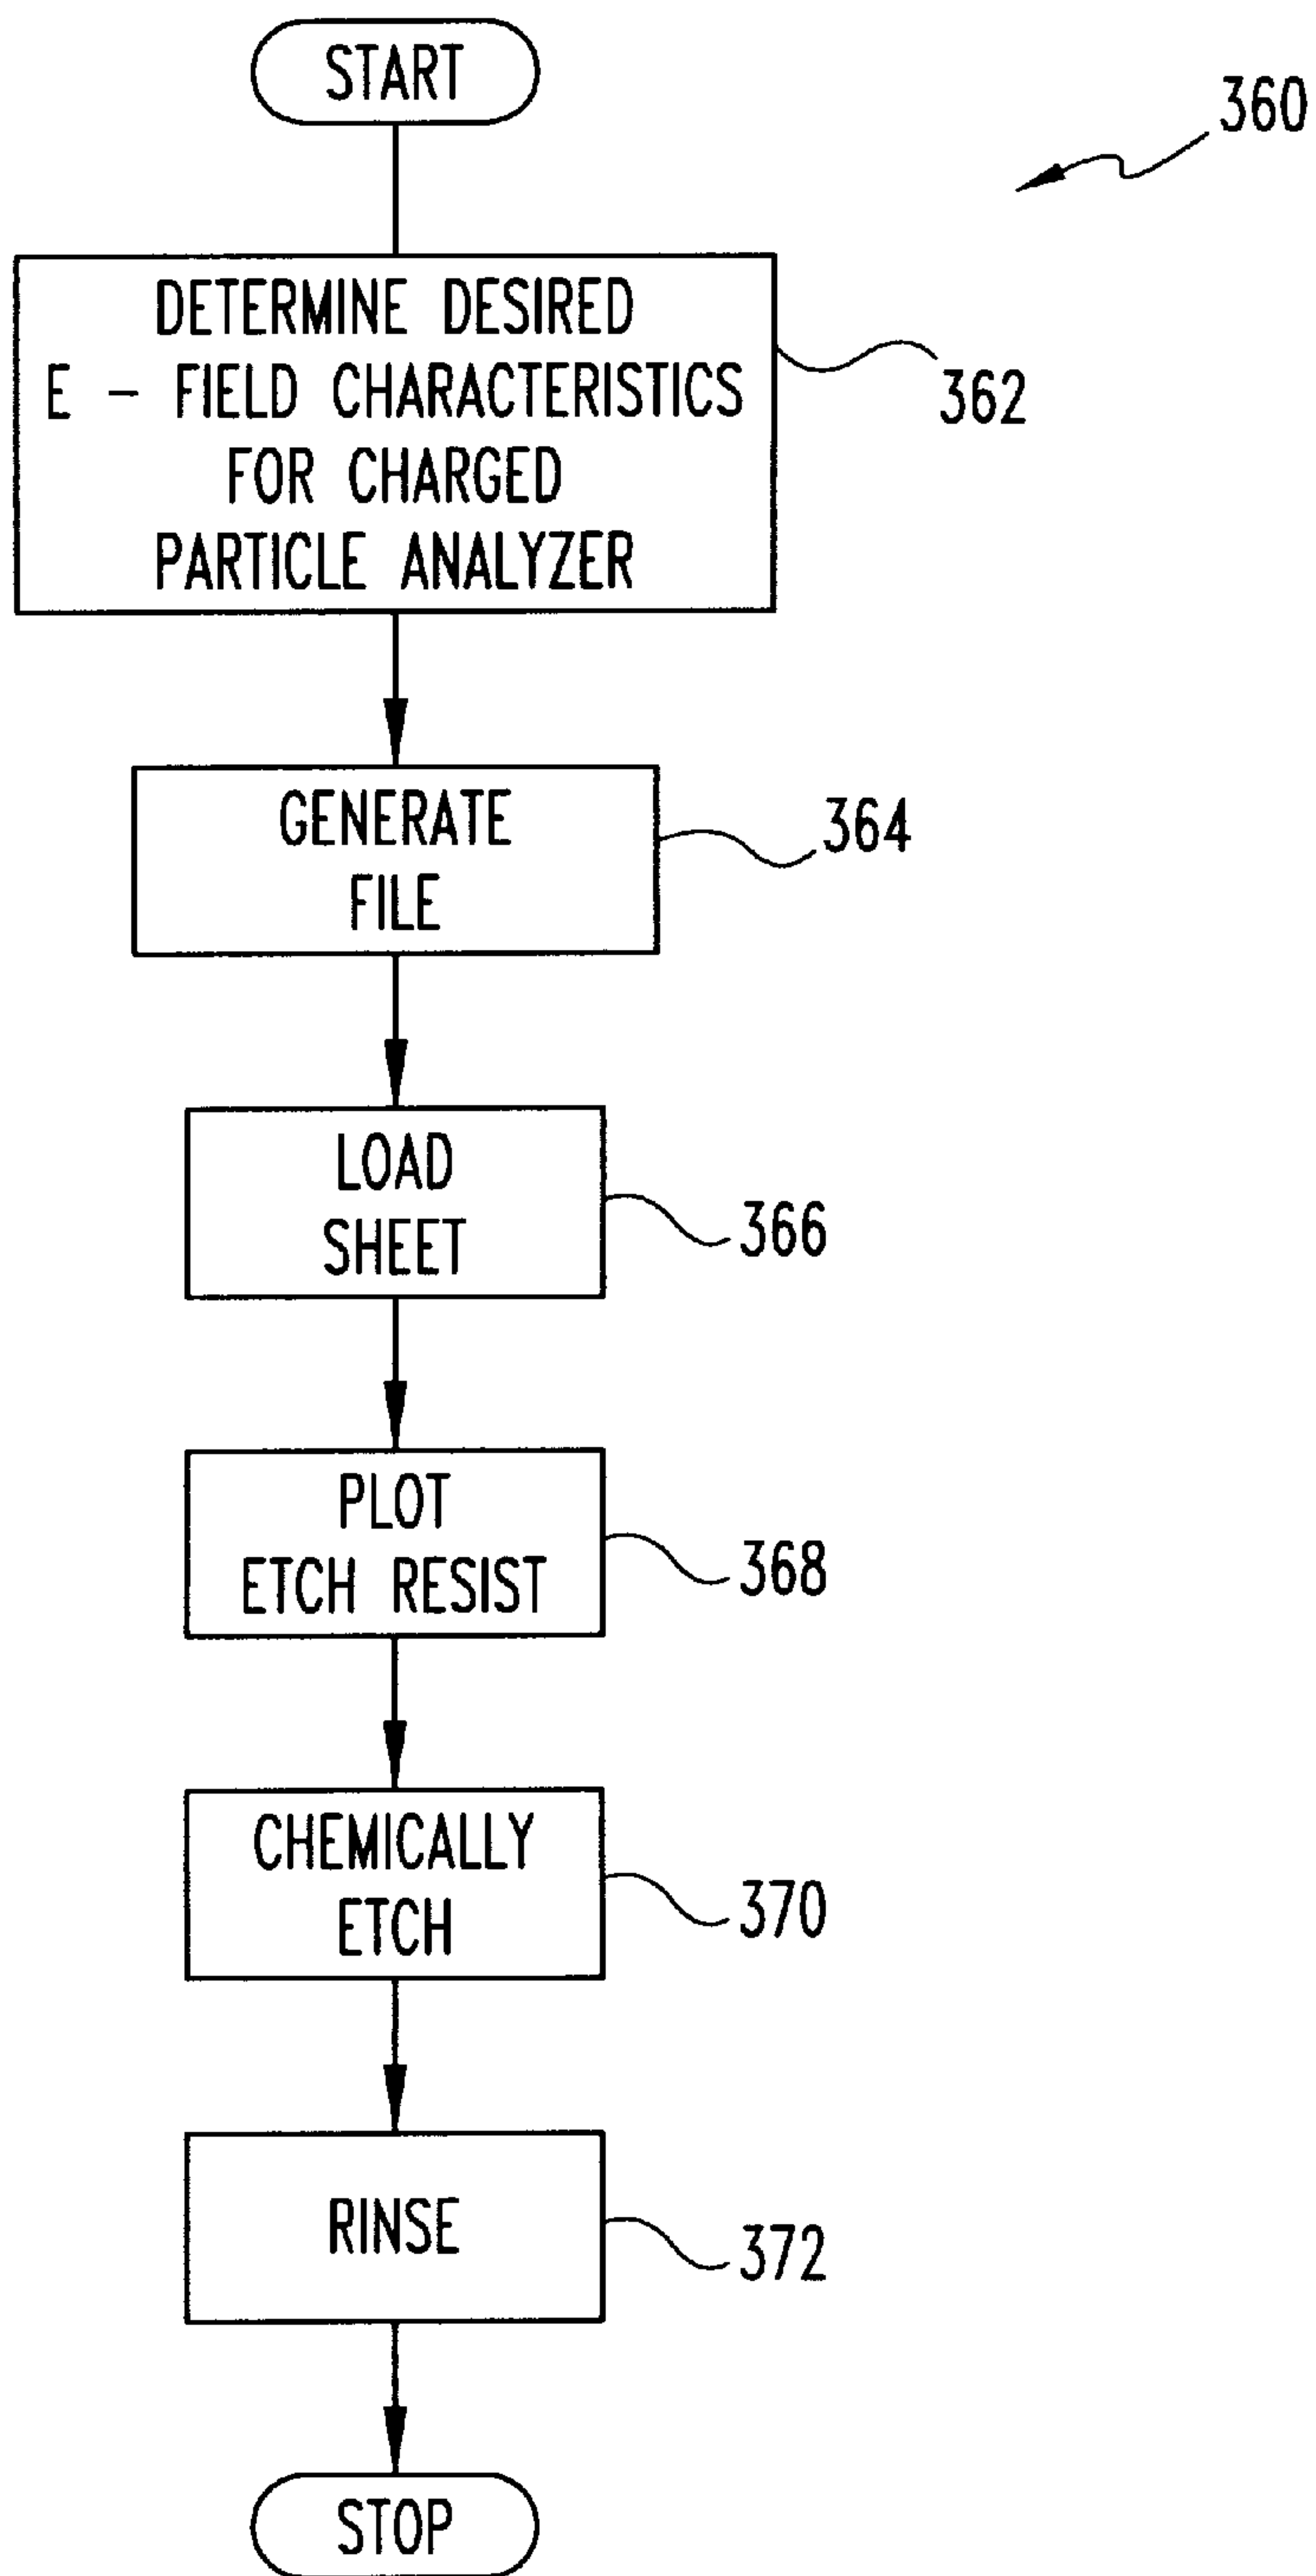 START
360
DETERMINE DESIRED
E - FIELD CHARACTERISTICS
FOR CHARGED
PARTICLE ANALYZER
362
GENERATE
FILE
364
LOAD
SHEET
366
PLOT
ETCH RESIST
368
CHEMICALLY
ETCH
370
RINSE
372
STOP